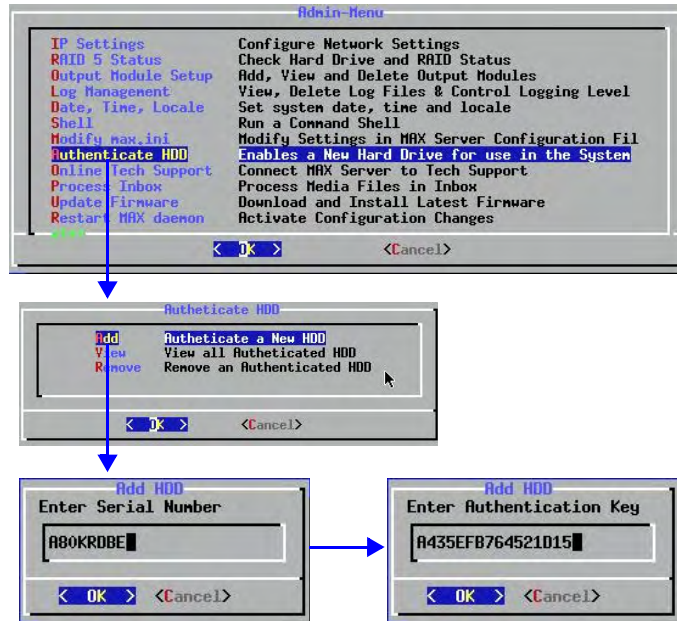 Admin-Menu
IP Settings Configure Network Settings
RAID 5 Status Check Hard Drive and RAID Status
Output Module Setup Add, View and Delete Output Modules
Log Management View, Delete Log Files & Control Logging Level
Date, Time, Locale Set system date, time and locale
Shell Run a Command Shell
Modify max.ini Modify Settings in MAX Server Configuration Fil
Authenticate HDD Enables a New Hard Drive for use in the System
Online Tech Support Connect MAX Server to Tech Support
Process Inbox Process Media Files in Inbox
Update Firmware Download and Install Latest Firmware
Restart MAX daemon Activate Configuration Changes
< OK > <Cancel>
Autheticate HDD
Add Autheticate a New HDD
View View all Autheticated HDD
Remove Remove an Authenticated HDD
< OK > <Cancel>
Add HDD
Enter Serial Number
A80KRDBE
< OK > <Cancel>
Add HDD
Enter Authentication Key
A435EFB764521D15
< OK > <Cancel>